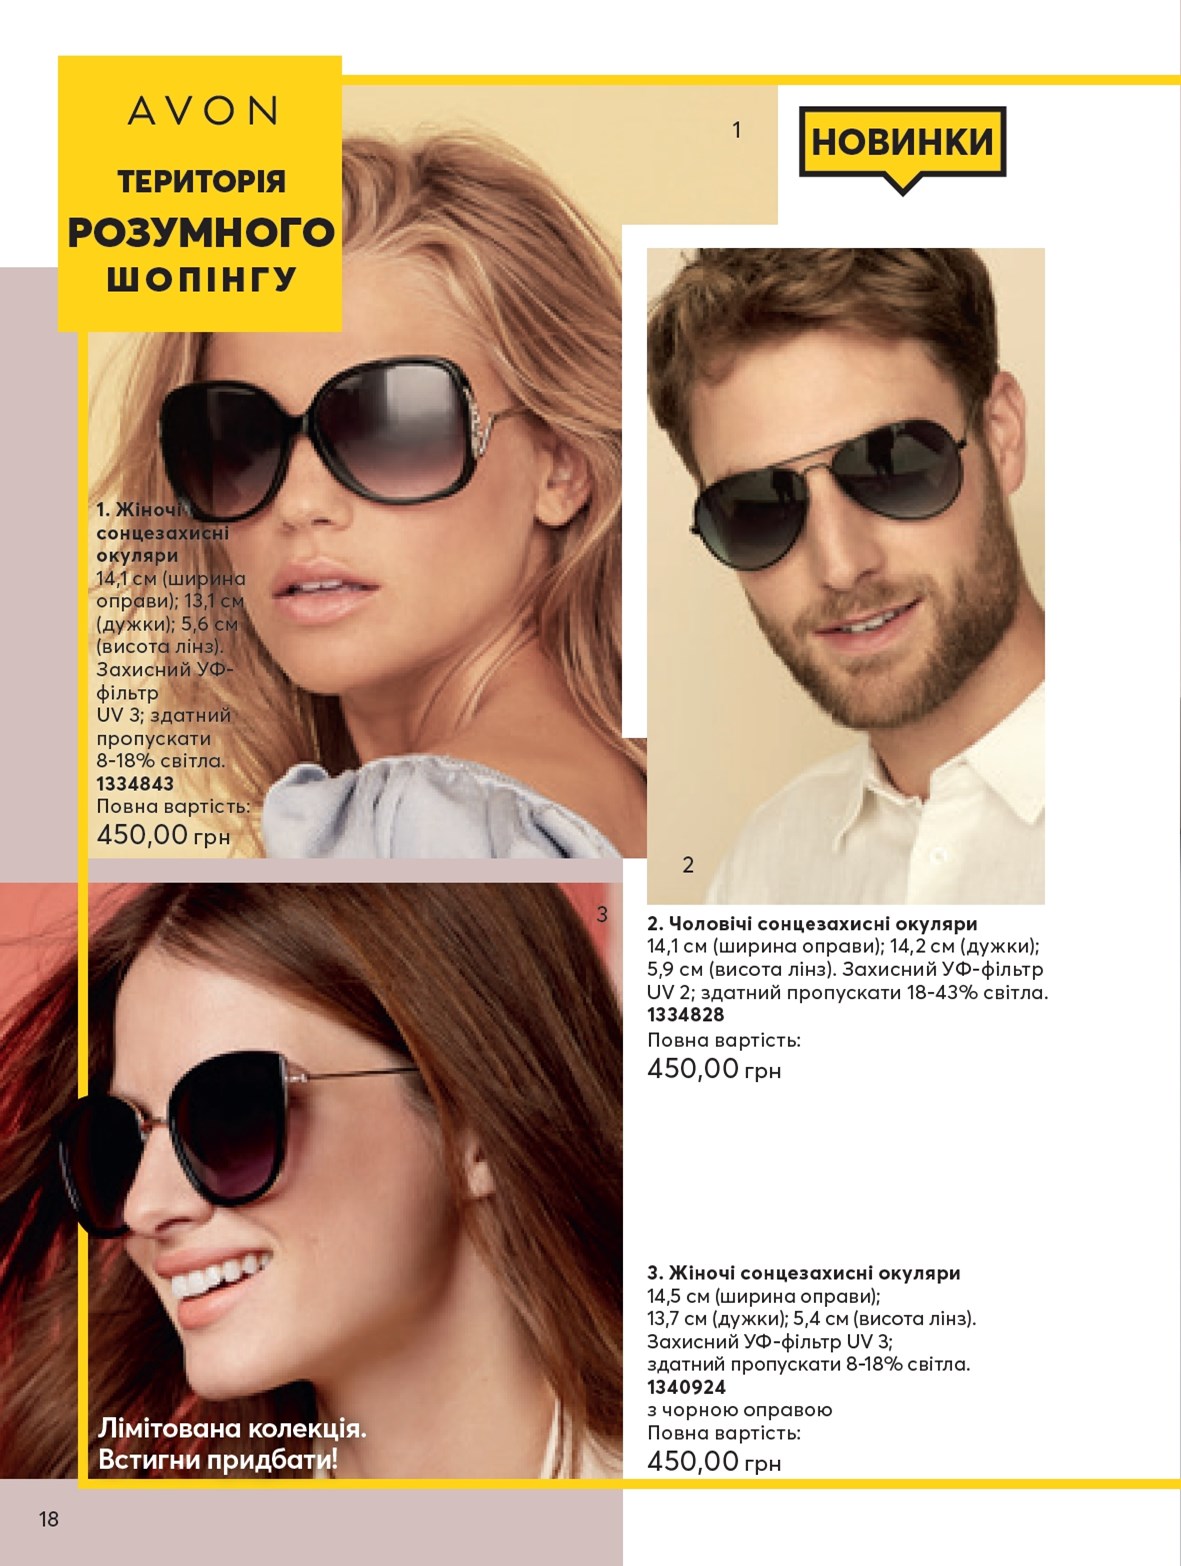 AVON
ТЕРИТОРІЯ
РОЗУМНОГО
ШОПІНГУ
1
НОВИНКИ
1. Жіночі
сонцезахисні
окуляри
14,1 см (ширина
оправи); 13,1 см
(дужки); 5,6 см
(висота лінз).
Захисний УФ-
фільтр
UV 3; здатний
пропускати
8-18% світла.
1334843
Повна вартість:
450,00 грн
2
2. Чоловічі сонцезахисні окуляри
14,1 см (ширина оправи); 14,2 см (дужки);
5,9 см (висота лінз). Захисний УФ-фільтр
UV 2; здатний пропускати 18-43% світла.
1334828
Повна вартість:
450,00 грн
3
3. Жіночі сонцезахисні окуляри
14,5 см (ширина оправи);
13,7 см (дужки); 5,4 см (висота лінз).
Захисний УФ-фільтр UV 3;
здатний пропускати 8-18% світла.
1340924
з чорною оправою
Повна вартість:
450,00 грн
Лімітована колекція.
Встигни придбати!
18